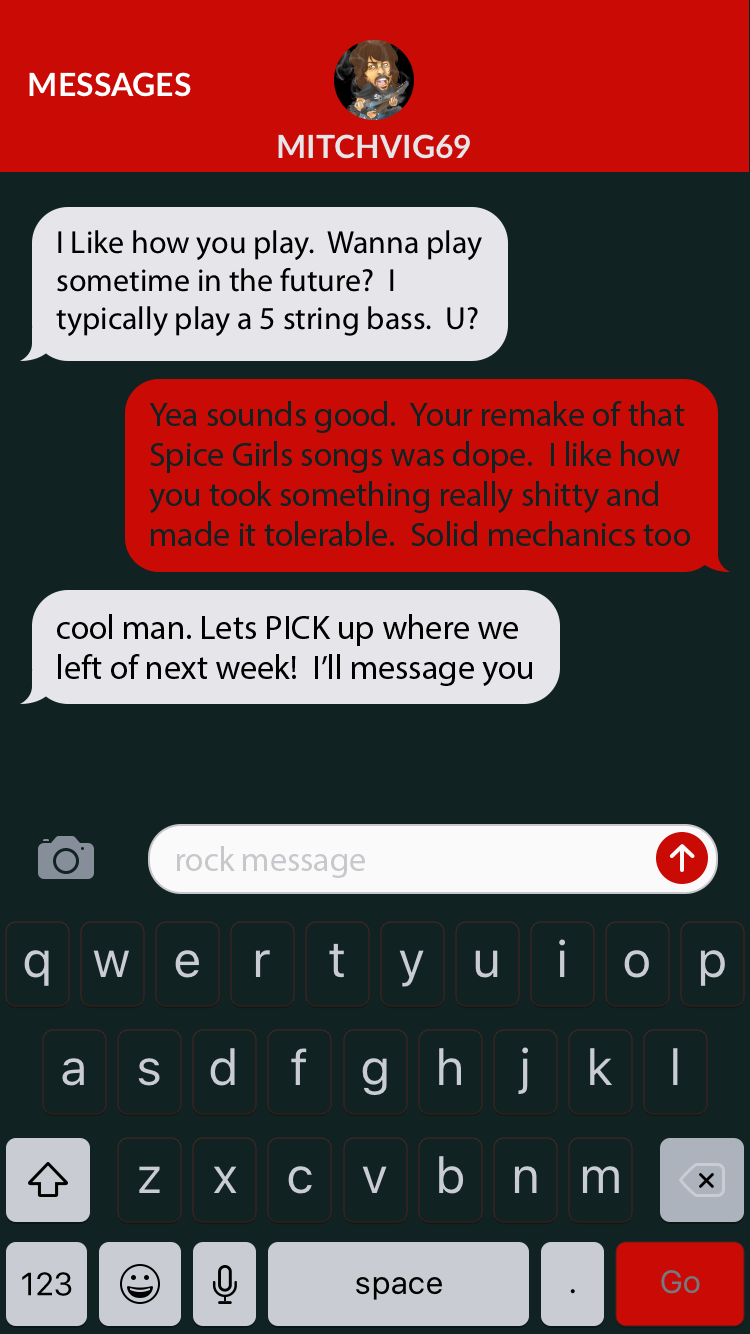 MESSAGES
MITCHVIG69
I Like how you play.  Wanna play
sometime in the future?  I
typically play a 5 string bass.  U?
Yea sounds good.  Your remake of that
Spice Girls songs was dope.  I like how
you took something really shitty and
made it tolerable.  Solid mechanics too
cool man. Lets PICK up where we
left of next week!  I’ll message you
rock message
q w e r t y u i o p
a s d f g h j k l
z x c v b n m
123 space . Go